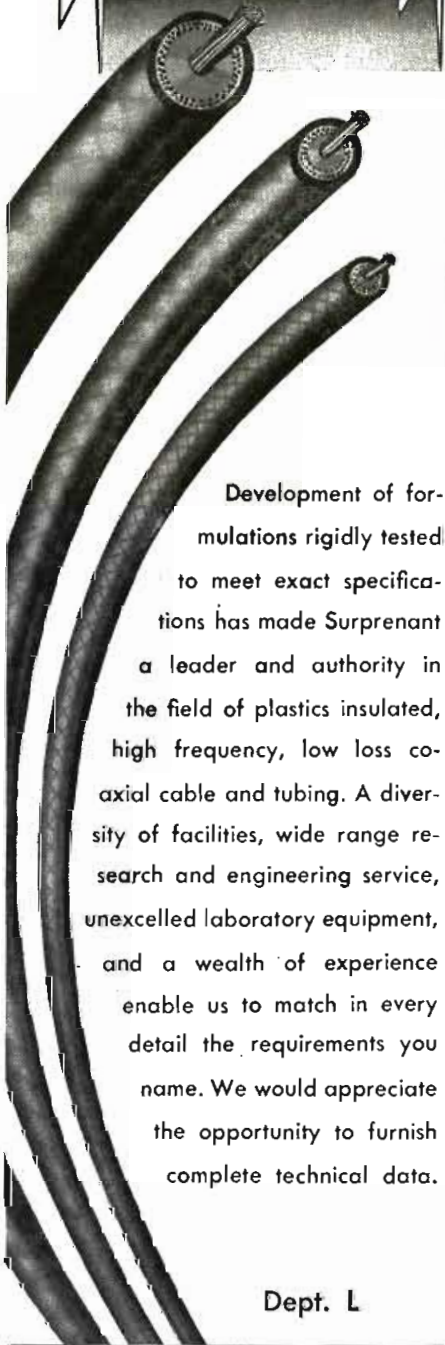 Development of for-
mulations rigidly tested
to meet exact specifica-
tions has made Surprenant
a leader and authority in
the field of plastics insulated,
high frequency, low loss co-
axial cable and tubing. A diver-
sity of facilities, wide range re-
search and engineering service,
unexcelled laboratory equipment,
and a wealth of experience
enable us to match in every
detail the requirements you
name. We would appreciate
the opportunity to furnish
complete technical data.
Dept. L